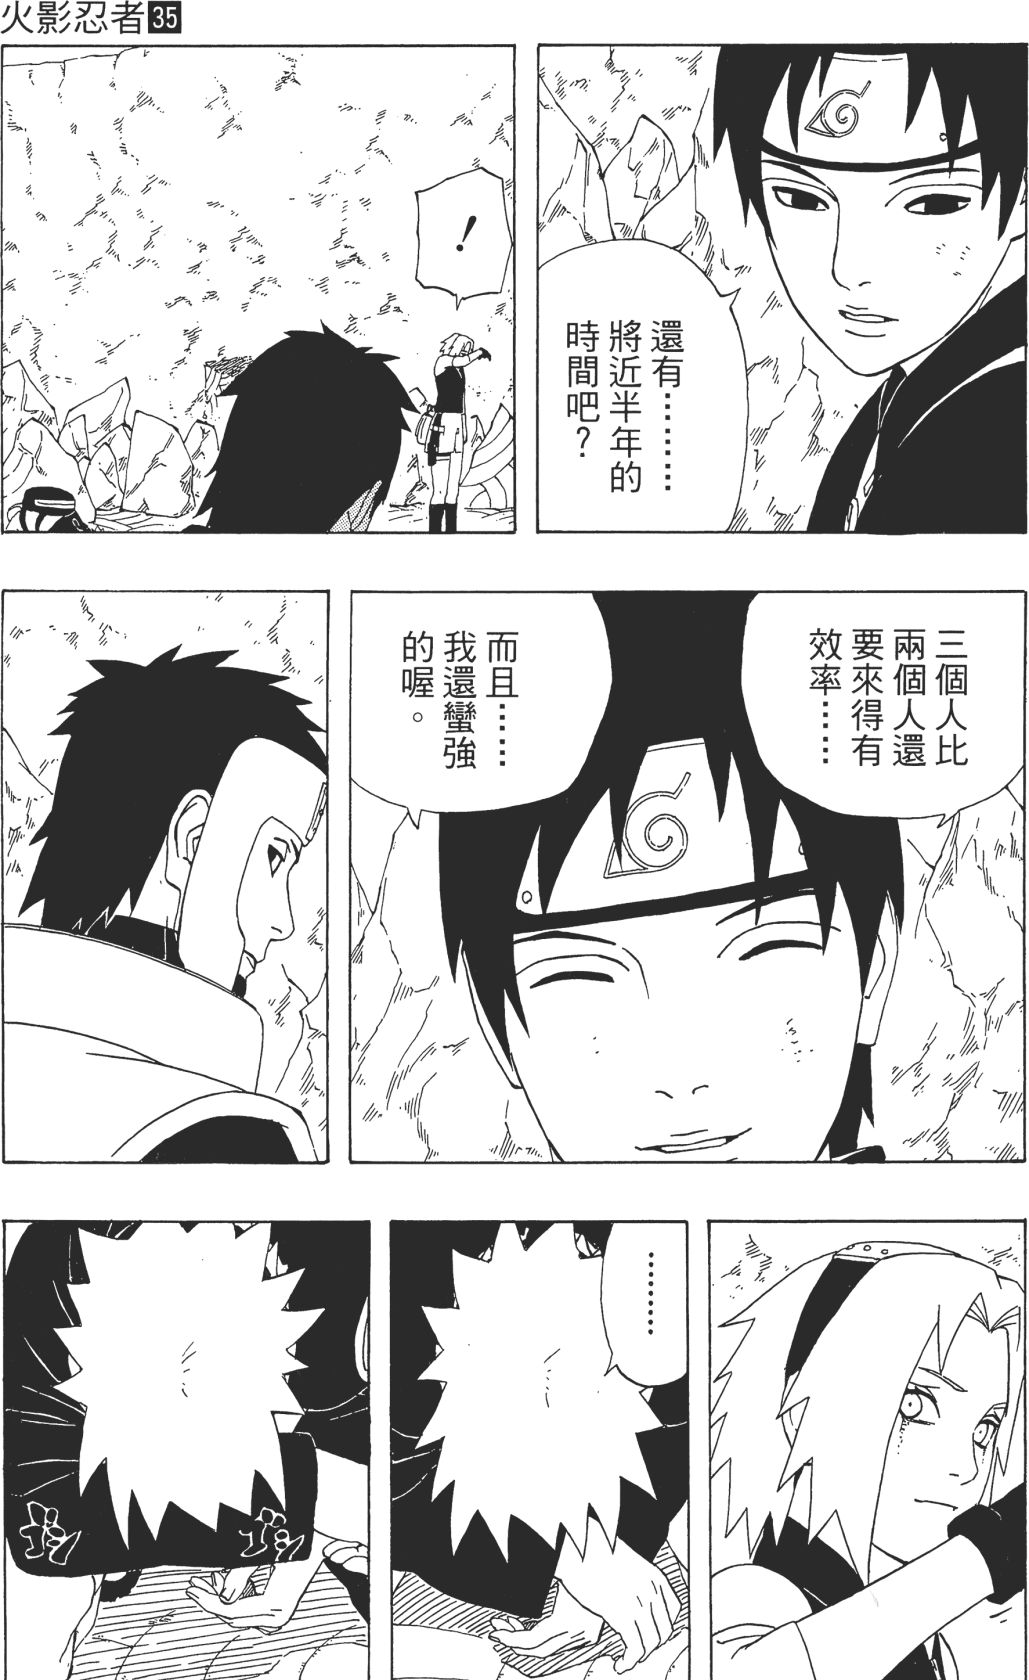 火影忍者35
還有………
將近半年的
時間吧？
！
三個人比
兩個人還
要來得有
效率……
而且……
我還蠻強
的喔。
………